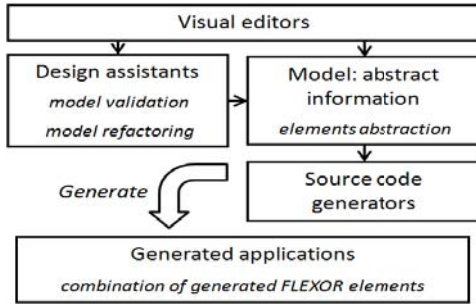 Visual editors
Design assistants
model validation
model refactoring
Model: abstract
information
elements abstraction
Generate
Source code
generators
Generated applications
combination of generated FLEXOR elements